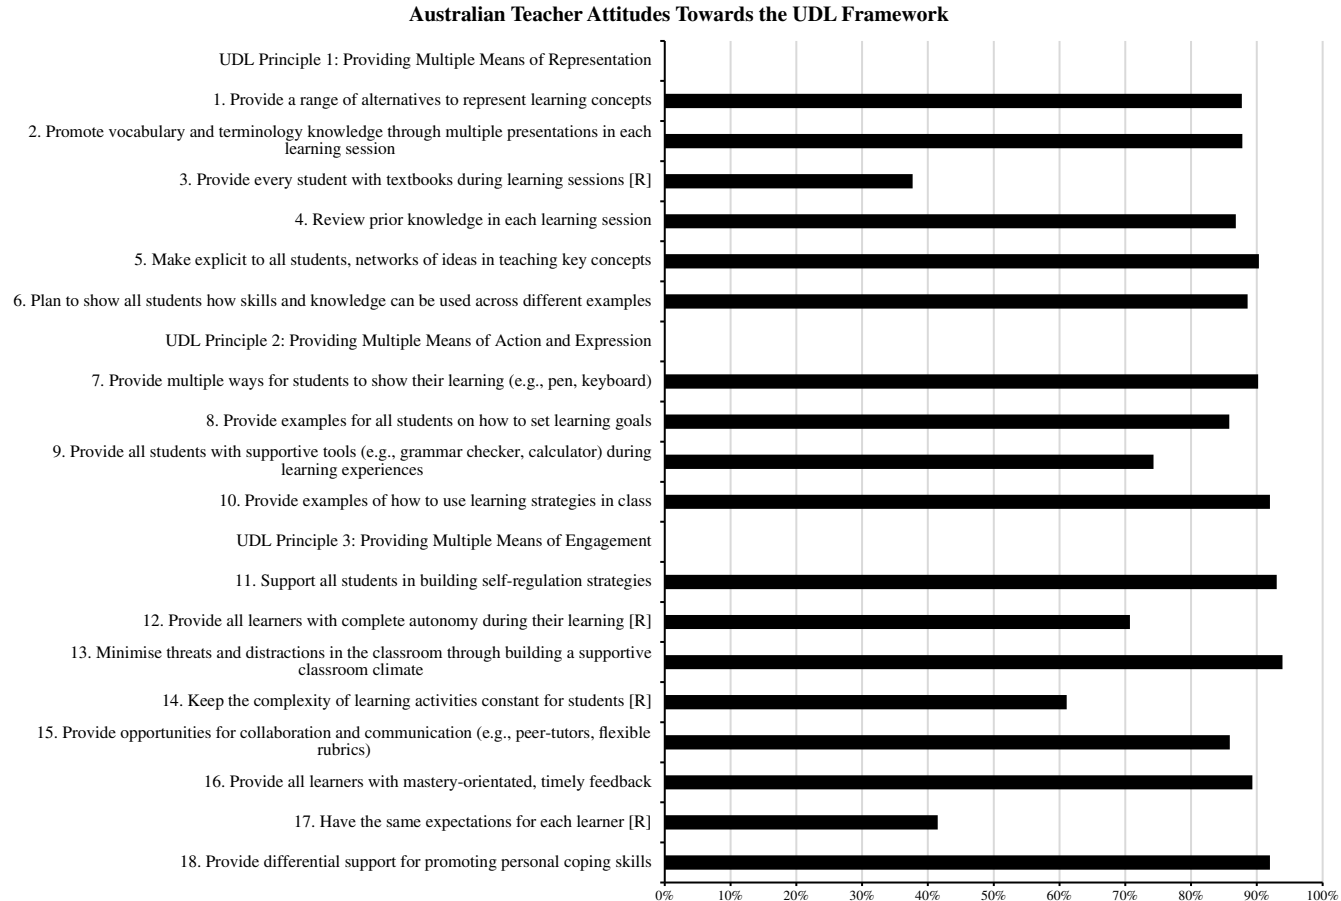 Australian Teacher Attitudes Towards the UDL Framework
UDL Principle 1: Providing Multiple Means of Representation
1. Provide a range of alternatives to represent learning concepts
2. Promote vocabulary and terminology knowledge through multiple presentations in each
learning session
3. Provide every student with textbooks during learning sessions [R]
4. Review prior knowledge in each learning session
5. Make explicit to all students, networks of ideas in teaching key concepts
6. Plan to show all students how skills and knowledge can be used across different examples
UDL Principle 2: Providing Multiple Means of Action and Expression
7. Provide multiple ways for students to show their learning (e.g., pen, keyboard)
8. Provide examples for all students on how to set learning goals
9. Provide all students with supportive tools (e.g., grammar checker, calculator) during
learning experiences
10. Provide examples of how to use learning strategies in class
UDL Principle 3: Providing Multiple Means of Engagement
11. Support all students in building self-regulation strategies
12. Provide all learners with complete autonomy during their learning [R]
13. Minimise threats and distractions in the classroom through building a supportive
classroom climate
14. Keep the complexity of learning activities constant for students [R]
15. Provide opportunities for collaboration and communication (e.g., peer-tutors, flexible
rubrics)
16. Provide all learners with mastery-orientated, timely feedback
17. Have the same expectations for each learner [R]
18. Provide differential support for promoting personal coping skills
0% 10% 20% 30% 40% 50% 60% 70% 80% 90% 100%